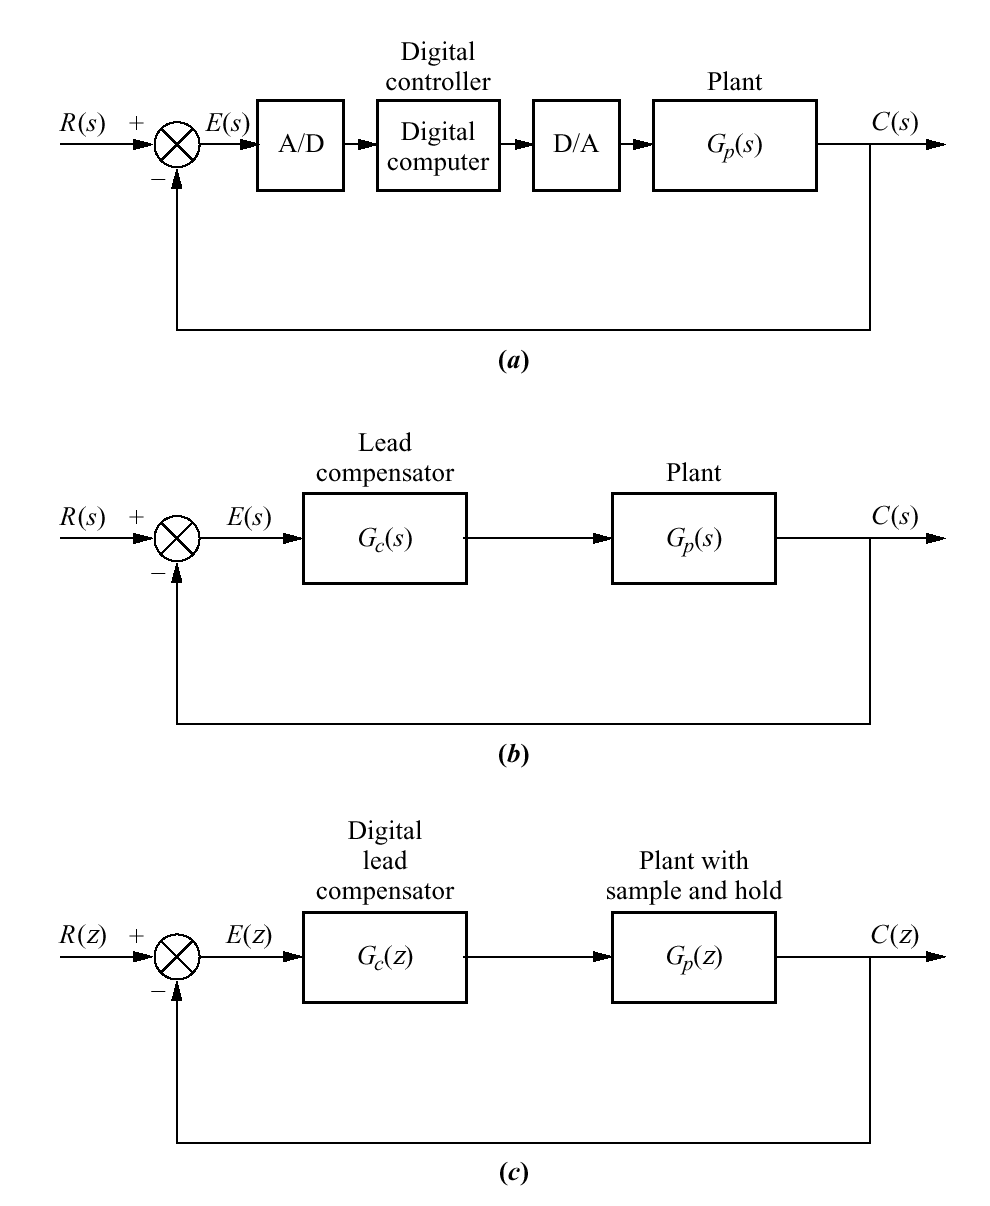 Digital
controller
Plant
R(s) + E(s) A/D Digital computer D/A Gp(s) C(s)
−
(a)
Lead
compensator
Plant
R(s) + E(s) Gc(s) Gp(s) C(s)
−
(b)
Digital
lead
compensator
Plant with
sample and hold
R(z) + E(z) Gc(z) Gp(z) C(z)
−
(c)